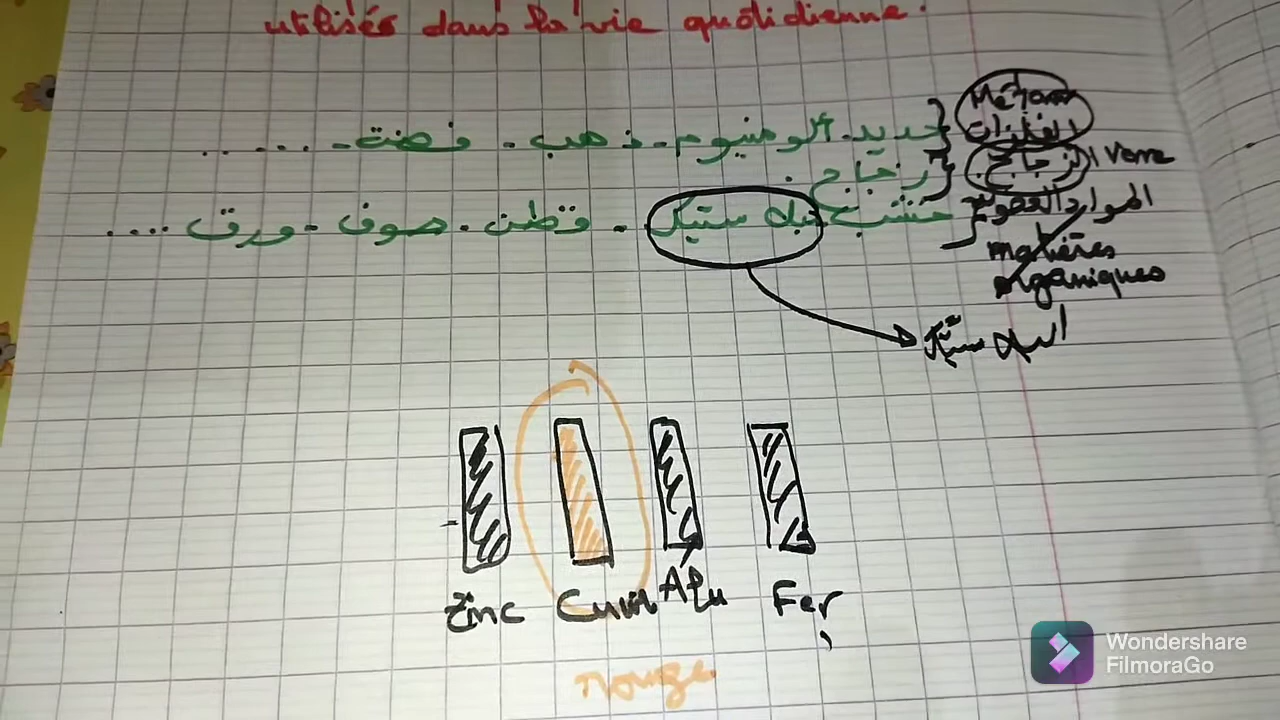 utilisés dans la vie quotidienne.
حديد - ألومنيوم - ذهب - فضة - ..... } Métaux الفلزات
زجاج . } الزجاج Verre
خشب - بلاستيك - قطن - صوف - ورق .... } المواد العضوية
matières
organiques
البلاستيك
Zinc Cuivre Alu Fer
rouge
Wondershare
FilmoraGo